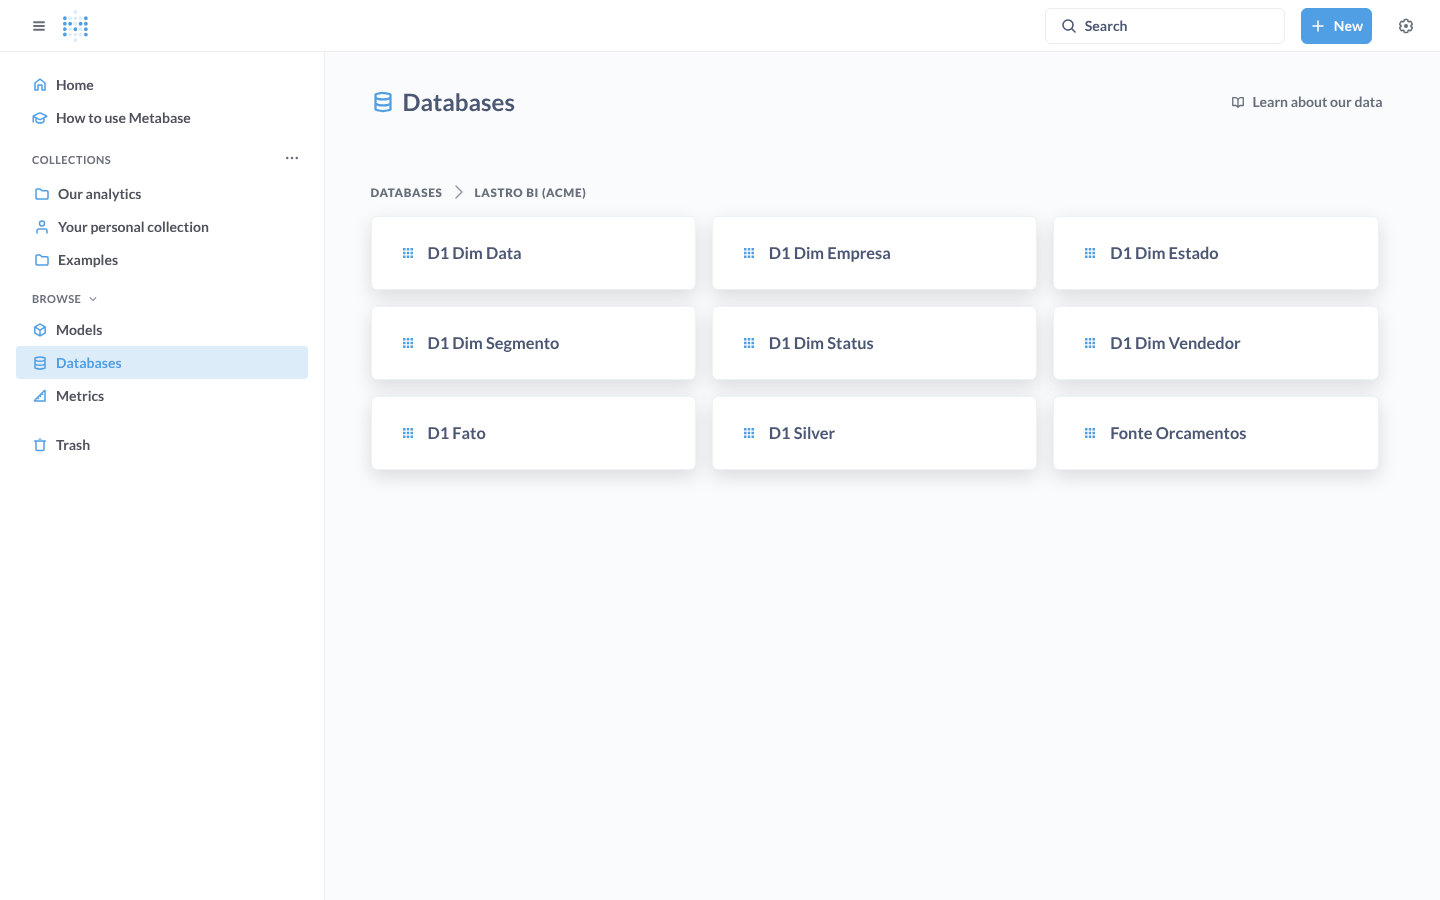 Search
New
Home
How to use Metabase
COLLECTIONS
Our analytics
Your personal collection
Examples
BROWSE
Models
Databases
Metrics
Trash
Databases
Learn about our data
DATABASES
LASTRO BI (ACME)
D1 Dim Data
D1 Dim Empresa
D1 Dim Estado
D1 Dim Segmento
D1 Dim Status
D1 Dim Vendedor
D1 Fato
D1 Silver
Fonte Orcamentos